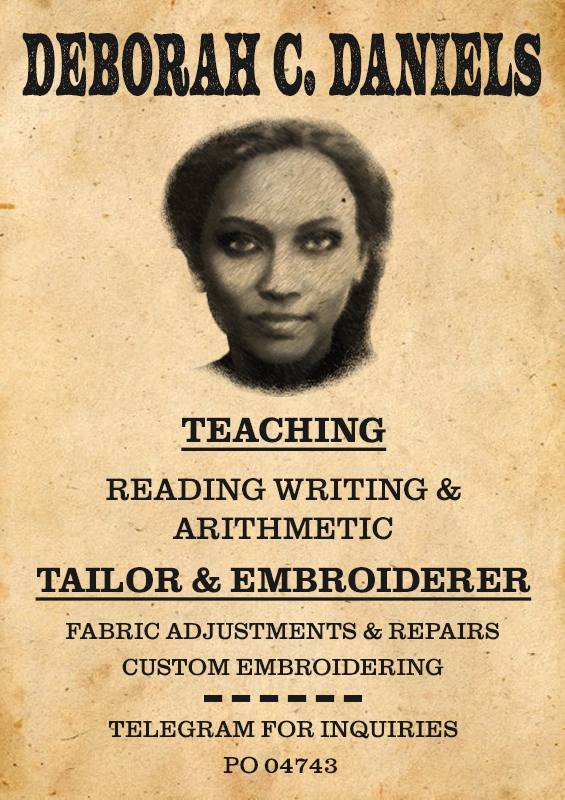 DEBORAH C. DANIELS
TEACHING
READING WRITING &
ARITHMETIC
TAILOR & EMBROIDERER
FABRIC ADJUSTMENTS & REPAIRS
CUSTOM EMBROIDERING
TELEGRAM FOR INQUIRIES
PO 04743